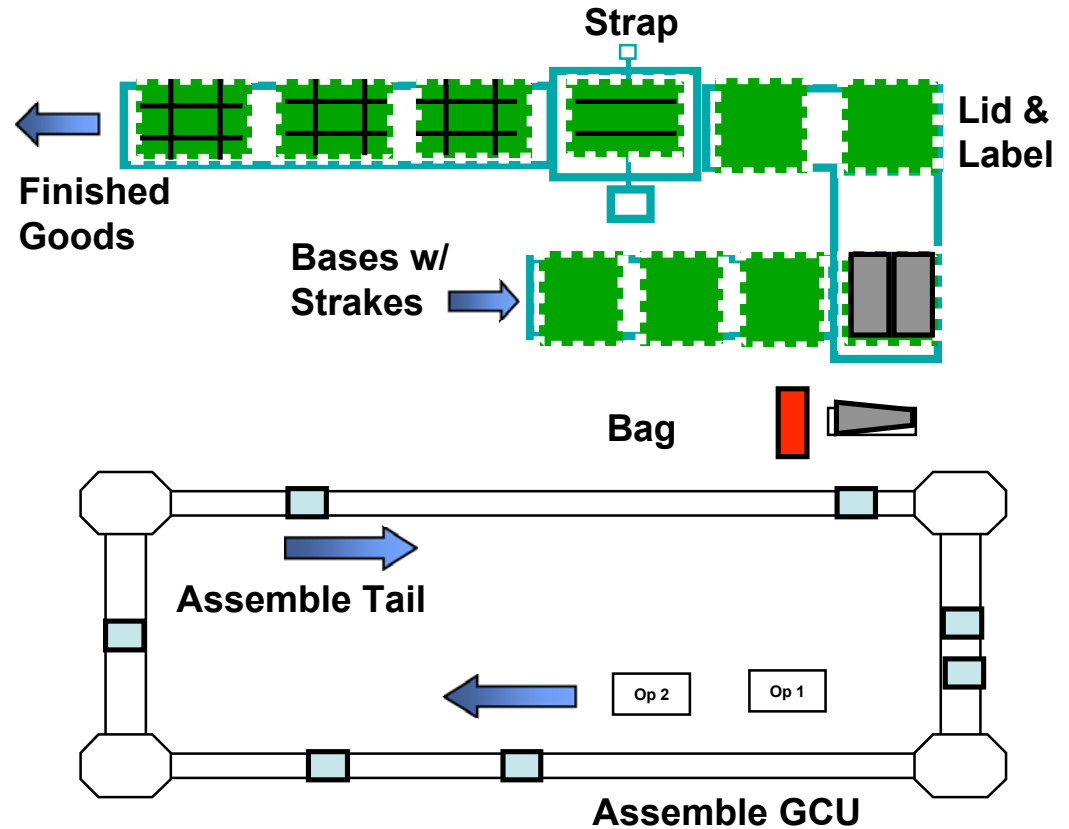 Strap
Lid &
Label
Finished
Goods
Bases w/
Strakes
Bag
Assemble Tail
Op 2
Op 1
Assemble GCU